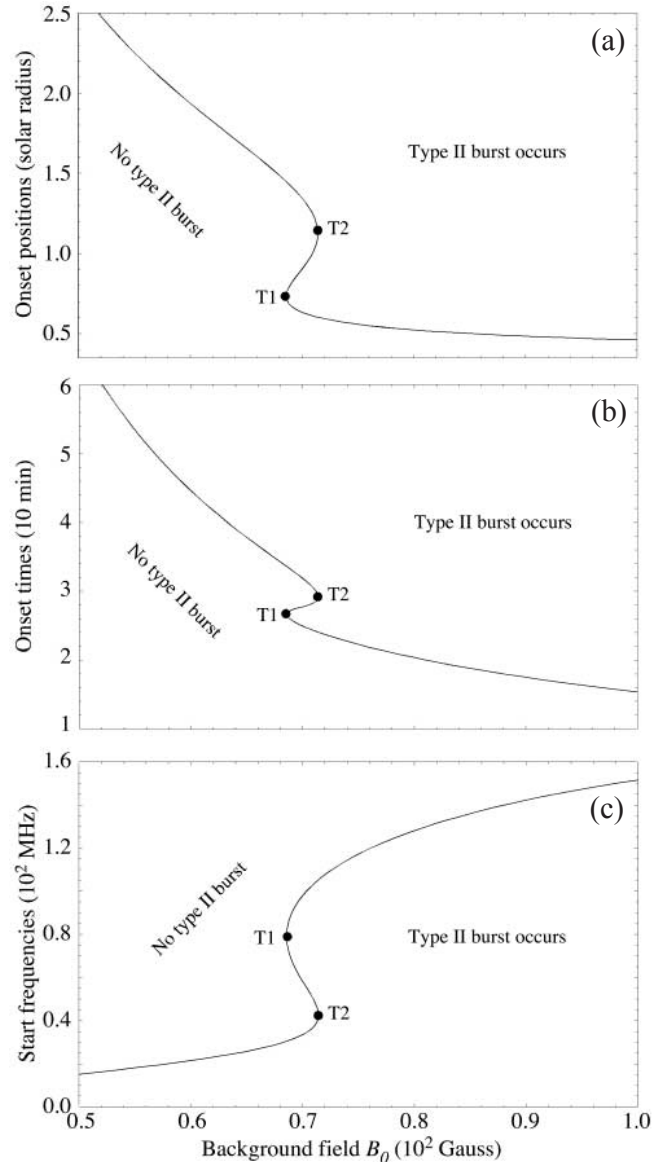 (a)
2.5
2.0
1.5
1.0
0.5
Onset positions (solar radius)
No type II burst
Type II burst occurs
T2
T1
(b)
6
5
4
3
2
1
Onset times (10 min)
No type II burst
Type II burst occurs
T2
T1
(c)
1.6
1.2
0.8
0.4
0.0
Start frequencies (10² MHz)
No type II burst
Type II burst occurs
T1
T2
0.5 0.6 0.7 0.8 0.9 1.0
Background field B₀ (10² Gauss)